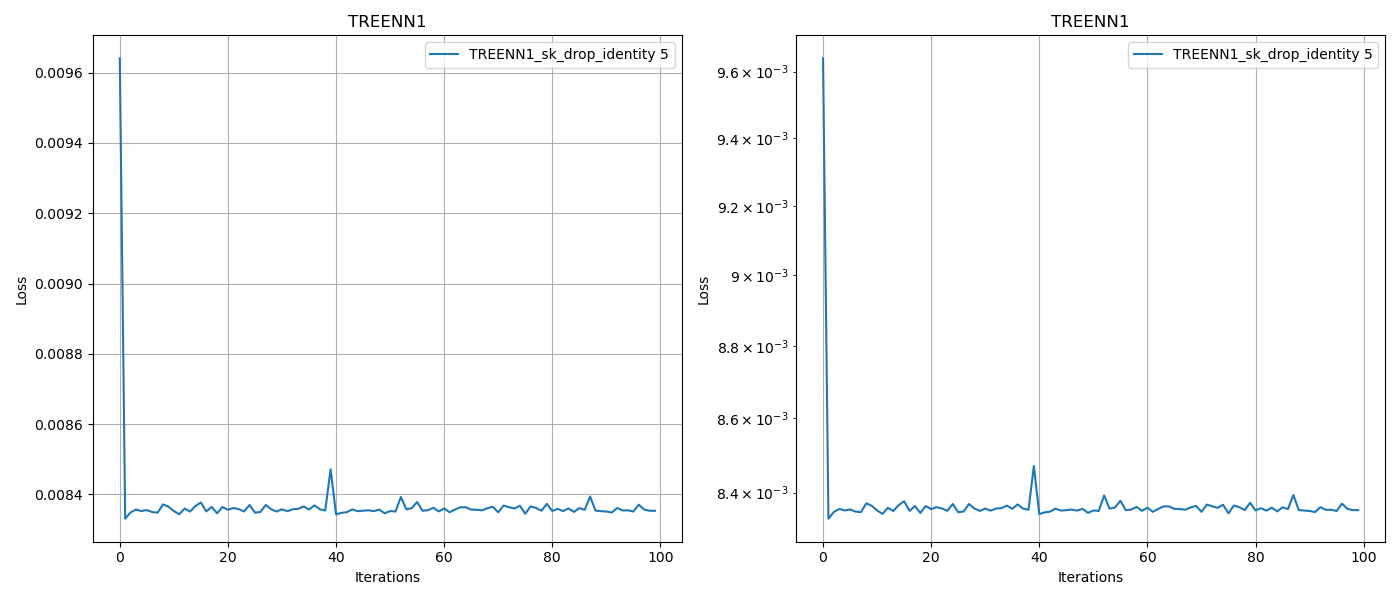 TREENN1
TREENN1_sk_drop_identity 5
0.0096
0.0094
0.0092
0.0090
0.0088
0.0086
0.0084
Loss
0 20 40 60 80 100
Iterations
TREENN1
TREENN1_sk_drop_identity 5
9.6 × 10⁻³
9.4 × 10⁻³
9.2 × 10⁻³
9 × 10⁻³
8.8 × 10⁻³
8.6 × 10⁻³
8.4 × 10⁻³
Loss
0 20 40 60 80 100
Iterations